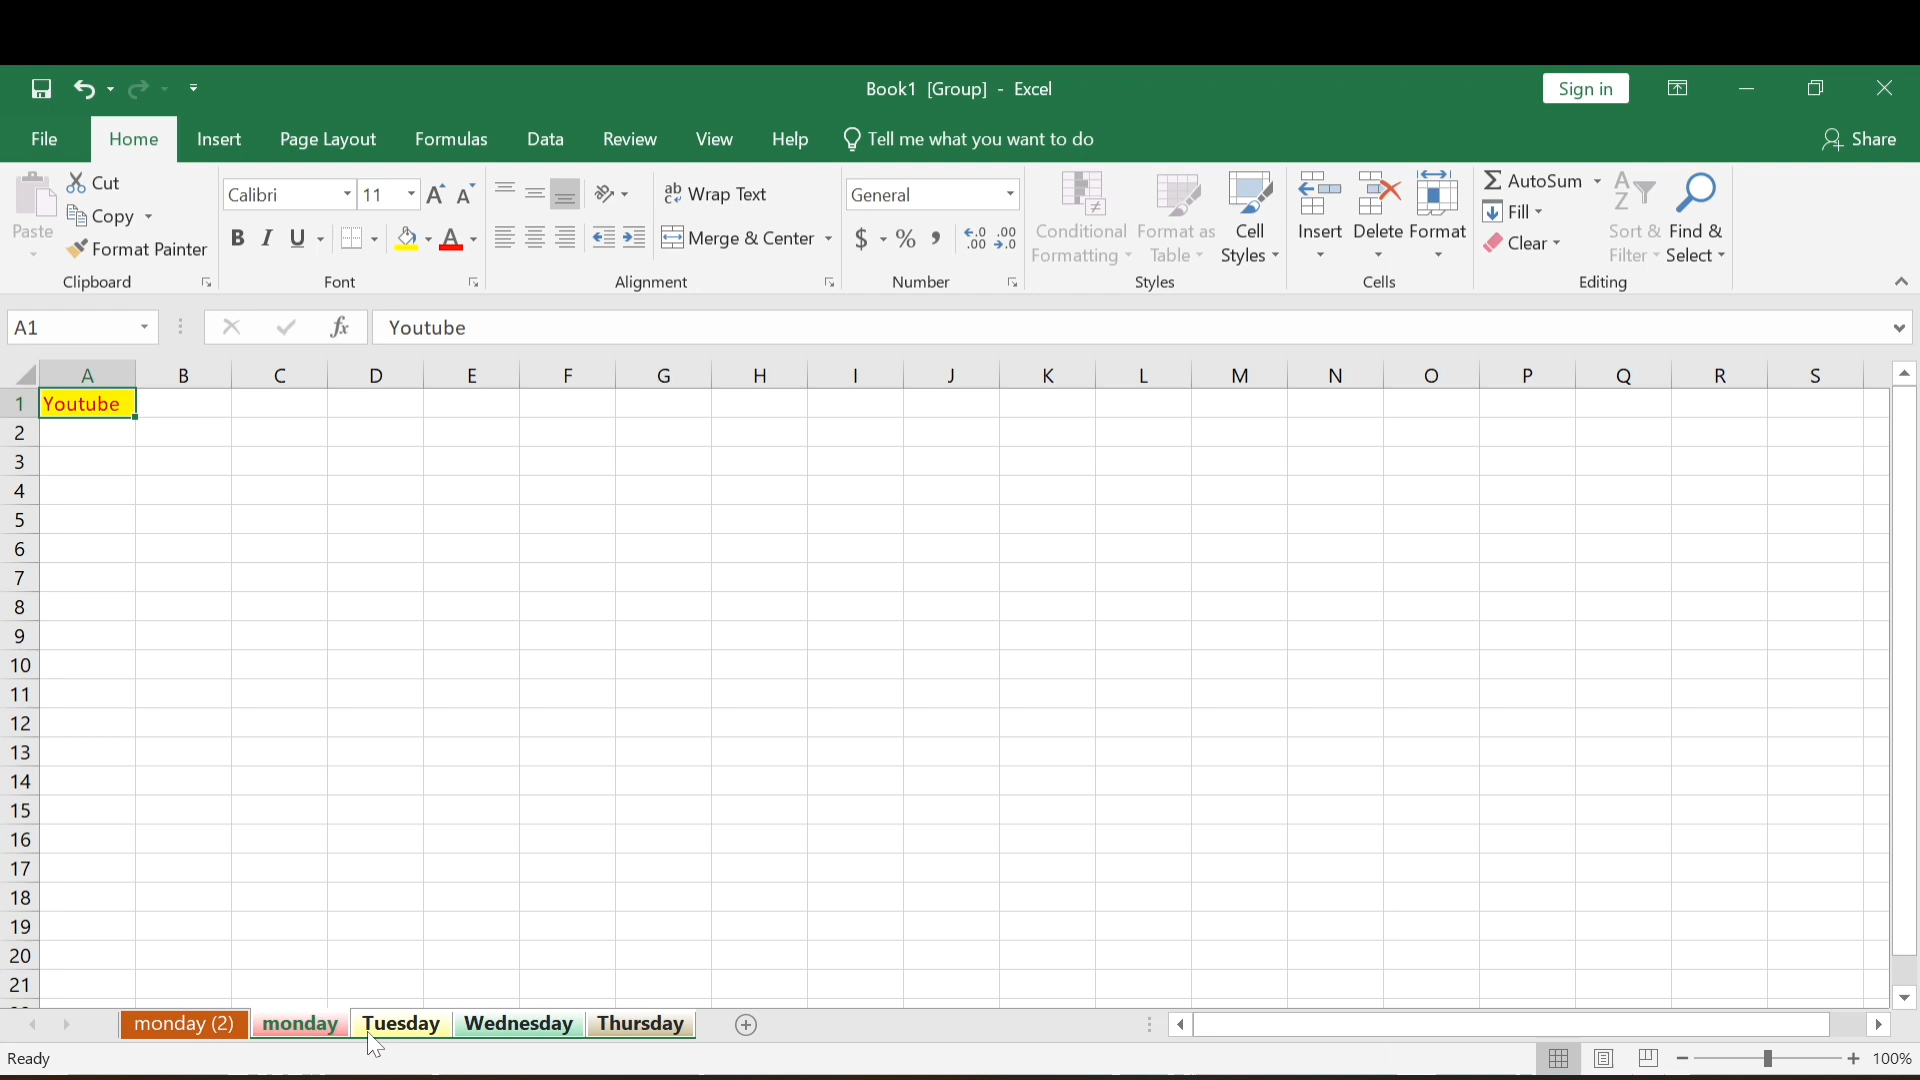 Book1 [Group] - Excel
Sign in
File Home Insert Page Layout Formulas Data Review View Help Tell me what you want to do Share
Paste
Cut
Copy
Format Painter
Clipboard
Calibri 11
B I U A
Font
ab Wrap Text
Merge & Center
Alignment
General
$ % , .00 .00
Number
Conditional Formatting
Format as Table
Cell Styles
Styles
Insert Delete Format
Cells
AutoSum
Fill
Clear
Sort & Filter
Find & Select
Editing
A1 fx Youtube
A B C D E F G H I J K L M N O P Q R S
1 Youtube
2
3
4
5
6
7
8
9
10
11
12
13
14
15
16
17
18
19
20
21
monday (2) monday Tuesday Wednesday Thursday
Ready 100%